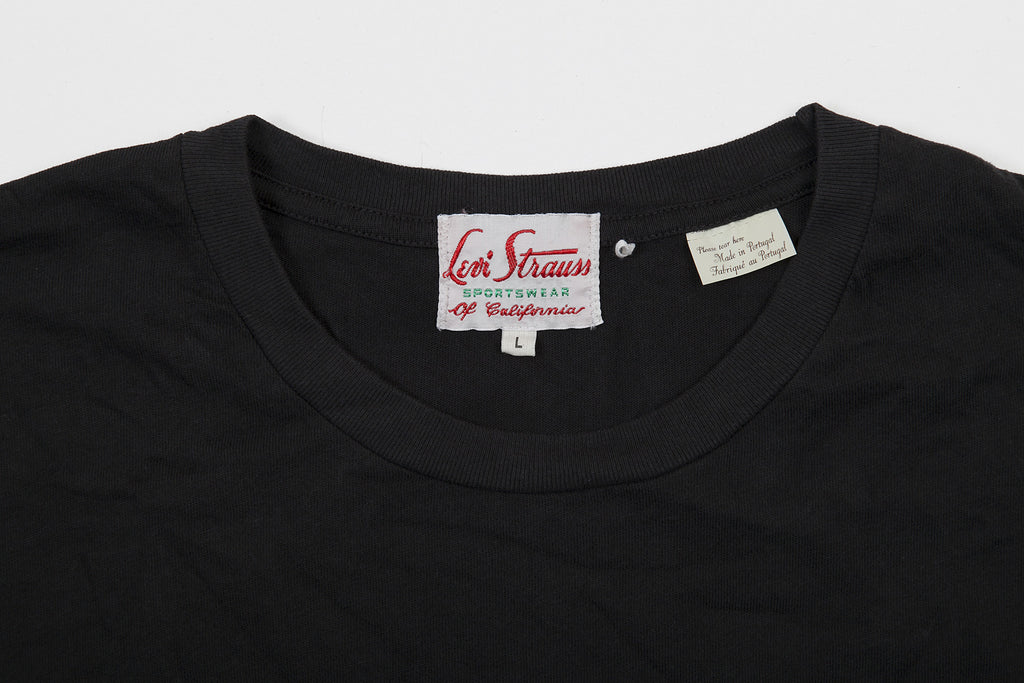 Levi Strauss
SPORTSWEAR
Of California
L
Please tear here
Made in Portugal
Fabriqué au Portugal